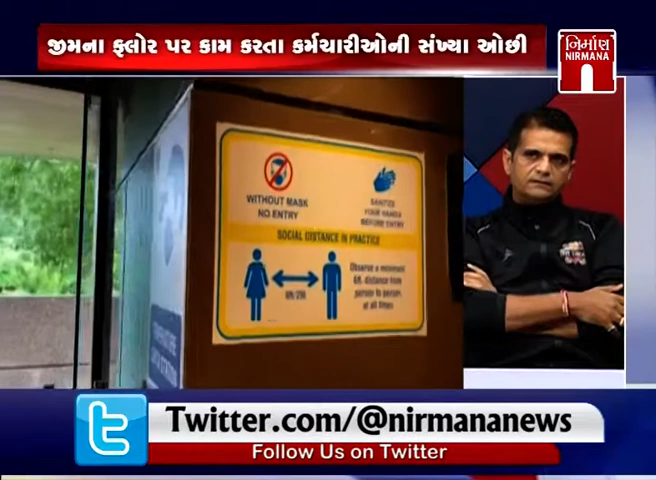 જીમના ફ્લોર પર કામ કરતા કર્મચારીઓની સંખ્યા ઓછી
નિર્માણ
NIRMANA
WITHOUT MASK
NO ENTRY
SANITIZE
YOUR HANDS
BEFORE ENTRY
SOCIAL DISTANCE IN PRACTICE
Observe a minimum
6ft. distance from
person to person
at all times
Twitter.com/@nirmananews
Follow Us on Twitter